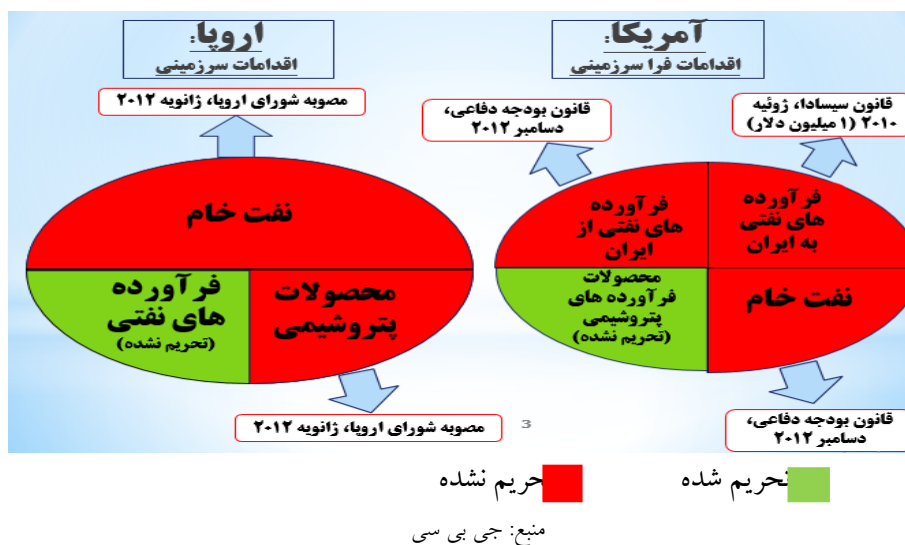 آمریکا:
اقدامات فرا سرزمینی
اروپا:
اقدامات سرزمینی
قانون سیسادا، ژوئیه
۲۰۱۰ (۱ میلیون دلار)
قانون بودجه دفاعی،
دسامبر ۲۰۱۲
مصوبه شورای اروپا، ژانویه ۲۰۱۲
فرآورده
های نفتی
به ایران
فرآورده
های نفتی از
ایران
نفت خام
محصولات
فرآورده های
پتروشیمی
(تحریم نشده)
نفت خام
محصولات
پتروشیمی
فرآورده
های نفتی
(تحریم نشده)
قانون بودجه دفاعی،
دسامبر ۲۰۱۲
3
مصوبه شورای اروپا، ژانویه ۲۰۱۲
تحریم شده
حریم نشده
منبع: جی بی سی